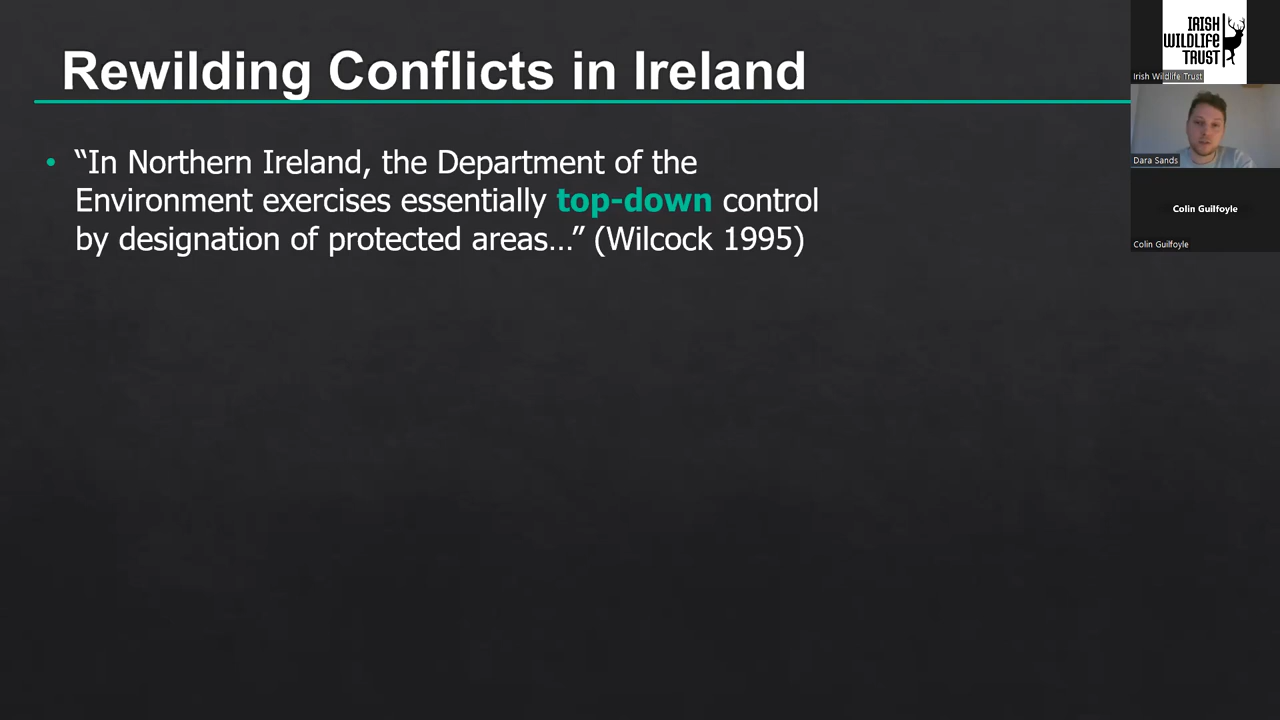 Rewilding Conflicts in Ireland
• “In Northern Ireland, the Department of the
Environment exercises essentially top-down control
by designation of protected areas…” (Wilcock 1995)
IRISH
WILDLIFE
TRUST
Irish Wildlife Trust
Dara Sands
Colin Guilfoyle
Colin Guilfoyle